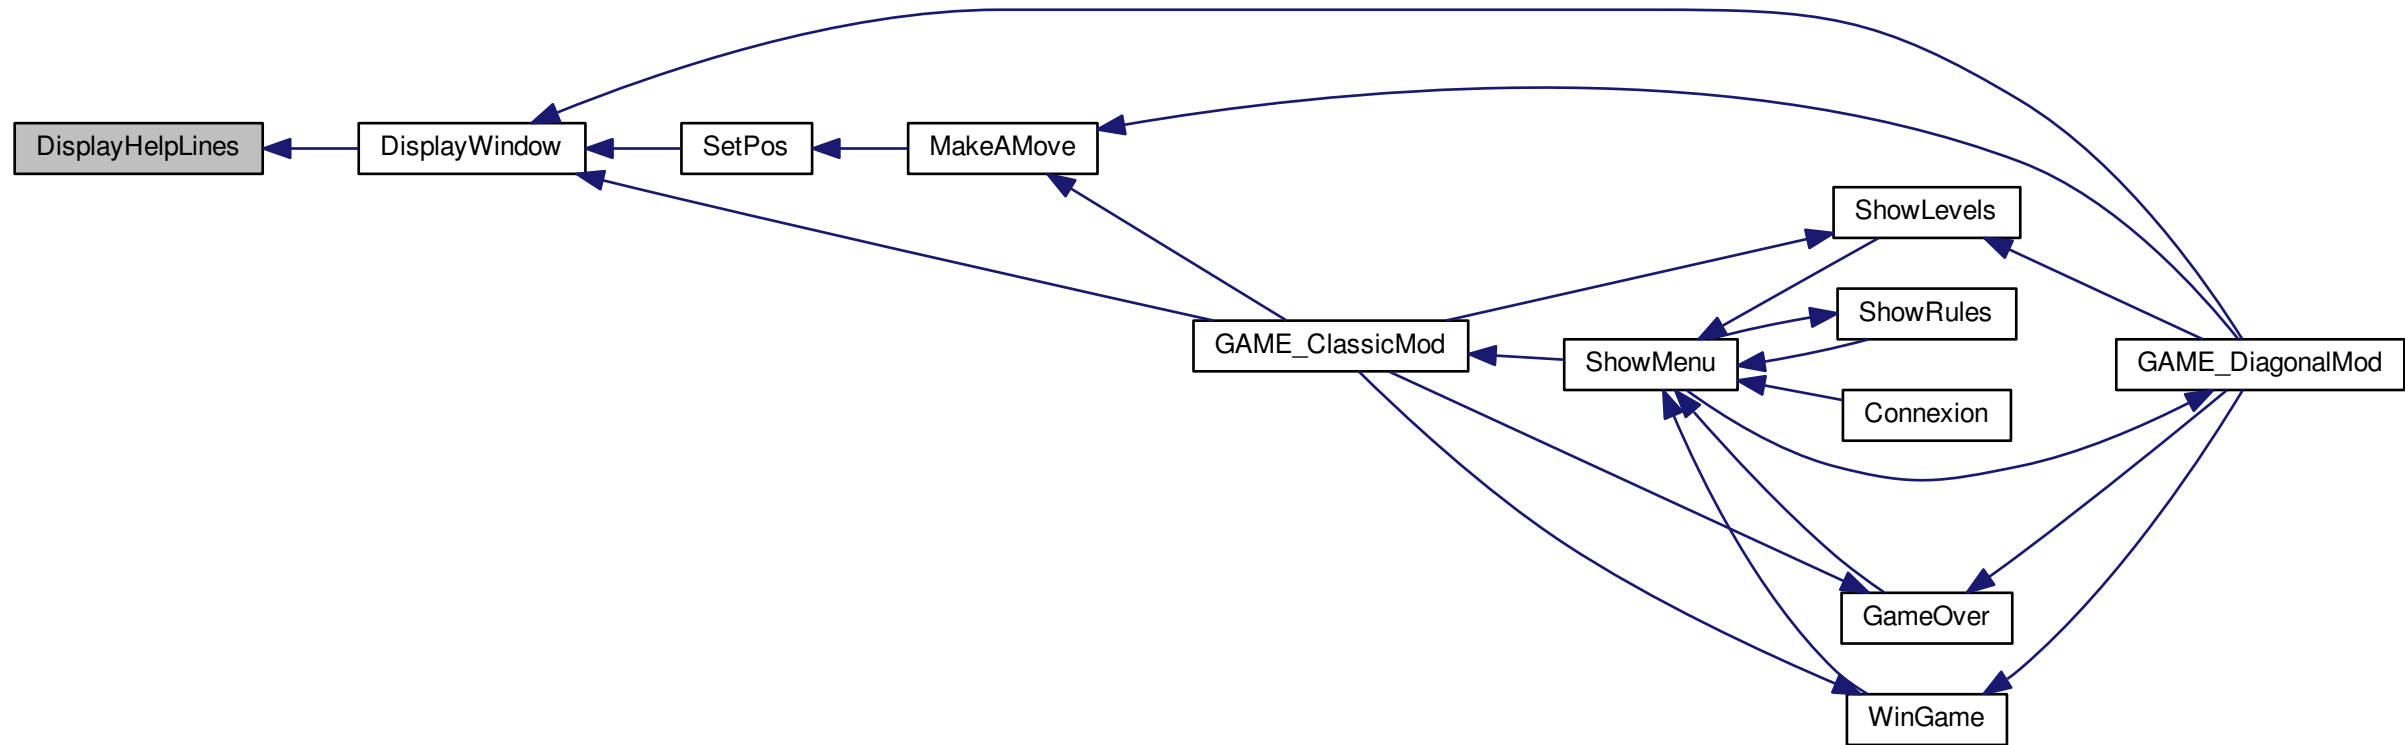 DisplayHelpLines
DisplayWindow
SetPos
MakeAMove
ShowLevels
ShowRules
GAME_ClassicMod
ShowMenu
GAME_DiagonalMod
Connexion
GameOver
WinGame